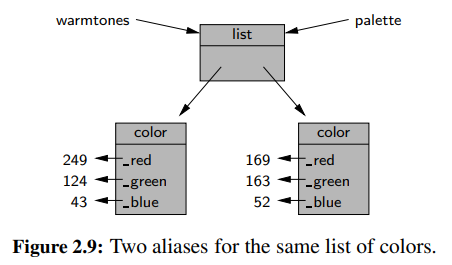 warmtones palette
list
color color
249 _red 169 _red
124 _green 163 _green
43 _blue 52 _blue
Figure 2.9: Two aliases for the same list of colors.